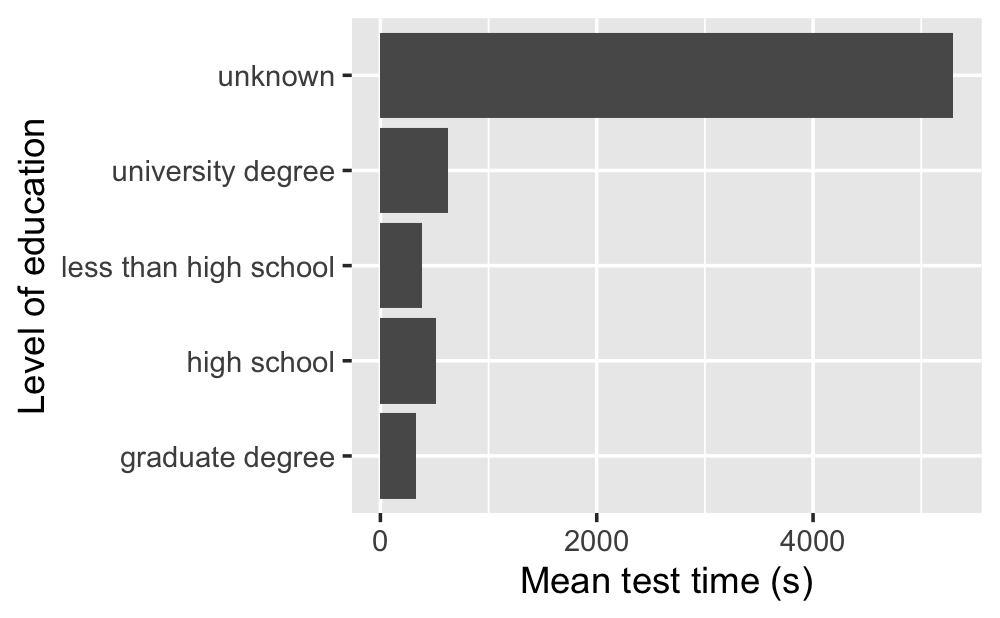 Level of education
unknown
university degree
less than high school
high school
graduate degree
0 2000 4000
Mean test time (s)